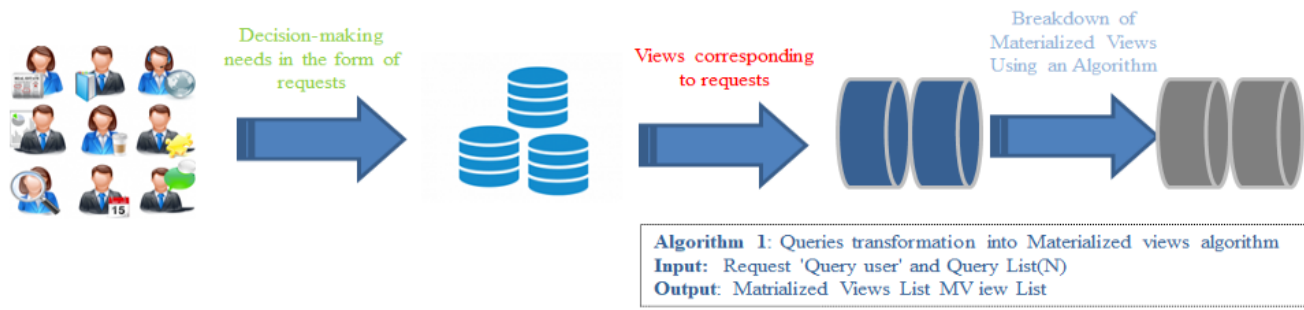 Decision-making
needs in the form of
requests
Views corresponding
to requests
Breakdown of
Materialized Views
Using an Algorithm
15
Algorithm 1: Queries transformation into Materialized views algorithm
Input: Request 'Query user' and Query List(N)
Output: Matrialized Views List MV iew List